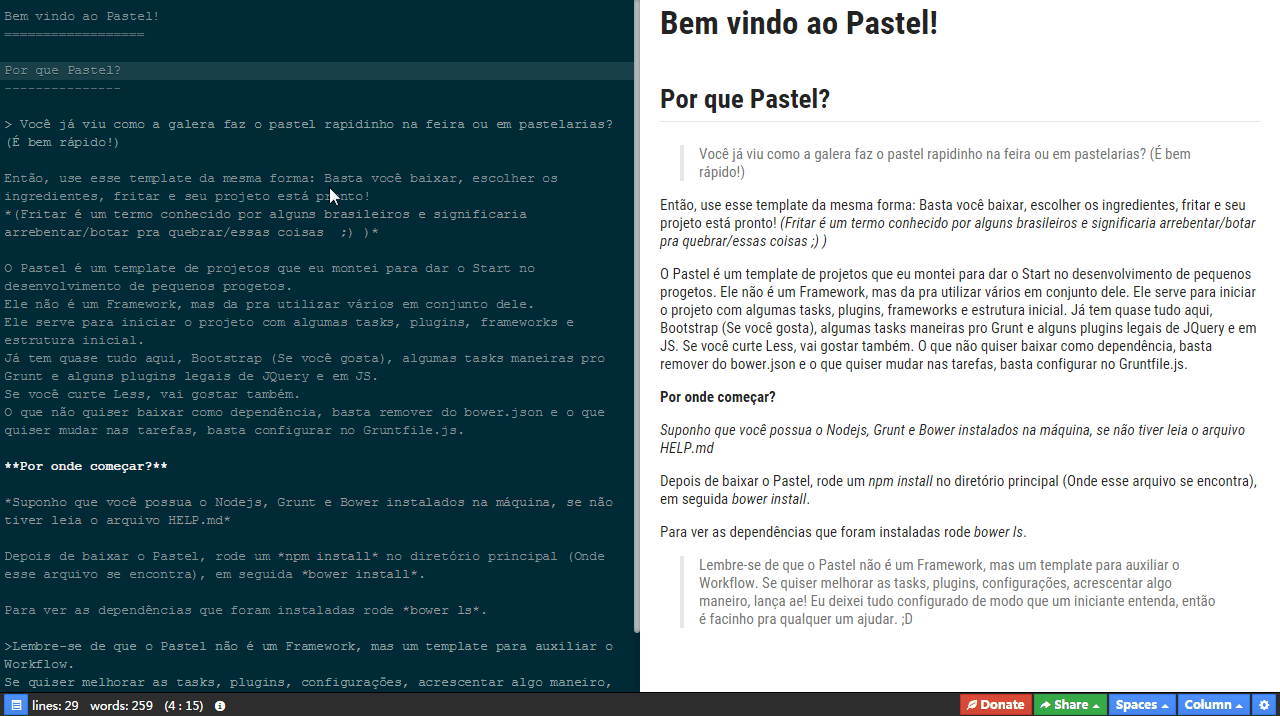 Bem vindo ao Pastel!
==================
Por que Pastel?
---------------
> Você já viu como a galera faz o pastel rapidinho na feira ou em pastelarias?
(É bem rápido!)
Então, use esse template da mesma forma: Basta você baixar, escolher os
ingredientes, fritar e seu projeto está pronto!
*(Fritar é um termo conhecido por alguns brasileiros e significaria
arrebentar/botar pra quebrar/essas coisas  ;) )*
O Pastel é um template de projetos que eu montei para dar o Start no
desenvolvimento de pequenos progetos.
Ele não é um Framework, mas da pra utilizar vários em conjunto dele.
Ele serve para iniciar o projeto com algumas tasks, plugins, frameworks e
estrutura inicial.
Já tem quase tudo aqui, Bootstrap (Se você gosta), algumas tasks maneiras pro
Grunt e alguns plugins legais de JQuery e em JS.
Se você curte Less, vai gostar também.
O que não quiser baixar como dependência, basta remover do bower.json e o que
quiser mudar nas tarefas, basta configurar no Gruntfile.js.
**Por onde começar?**
*Suponho que você possua o Nodejs, Grunt e Bower instalados na máquina, se não
tiver leia o arquivo HELP.md*
Depois de baixar o Pastel, rode um *npm install* no diretório principal (Onde
esse arquivo se encontra), em seguida *bower install*.
Para ver as dependências que foram instaladas rode *bower ls*.
>Lembre-se de que o Pastel não é um Framework, mas um template para auxiliar o
Workflow.
Se quiser melhorar as tasks, plugins, configurações, acrescentar algo maneiro,
Bem vindo ao Pastel!
Por que Pastel?
Você já viu como a galera faz o pastel rapidinho na feira ou em pastelarias? (É bem
rápido!)
Então, use esse template da mesma forma: Basta você baixar, escolher os ingredientes, fritar e seu
projeto está pronto! (Fritar é um termo conhecido por alguns brasileiros e significaria arrebentar/botar
pra quebrar/essas coisas ;) )
O Pastel é um template de projetos que eu montei para dar o Start no desenvolvimento de pequenos
progetos. Ele não é um Framework, mas da pra utilizar vários em conjunto dele. Ele serve para iniciar
o projeto com algumas tasks, plugins, frameworks e estrutura inicial. Já tem quase tudo aqui,
Bootstrap (Se você gosta), algumas tasks maneiras pro Grunt e alguns plugins legais de JQuery e em
JS. Se você curte Less, vai gostar também. O que não quiser baixar como dependência, basta
remover do bower.json e o que quiser mudar nas tarefas, basta configurar no Gruntfile.js.
Por onde começar?
Suponho que você possua o Nodejs, Grunt e Bower instalados na máquina, se não tiver leia o arquivo
HELP.md
Depois de baixar o Pastel, rode um npm install no diretório principal (Onde esse arquivo se encontra),
em seguida bower install.
Para ver as dependências que foram instaladas rode bower ls.
Lembre-se de que o Pastel não é um Framework, mas um template para auxiliar o
Workflow. Se quiser melhorar as tasks, plugins, configurações, acrescentar algo
maneiro, lança ae! Eu deixei tudo configurado de modo que um iniciante entenda, então
é facinho pra qualquer um ajudar. ;D
lines: 29 words: 259 (4 : 15) Donate Share Spaces Column